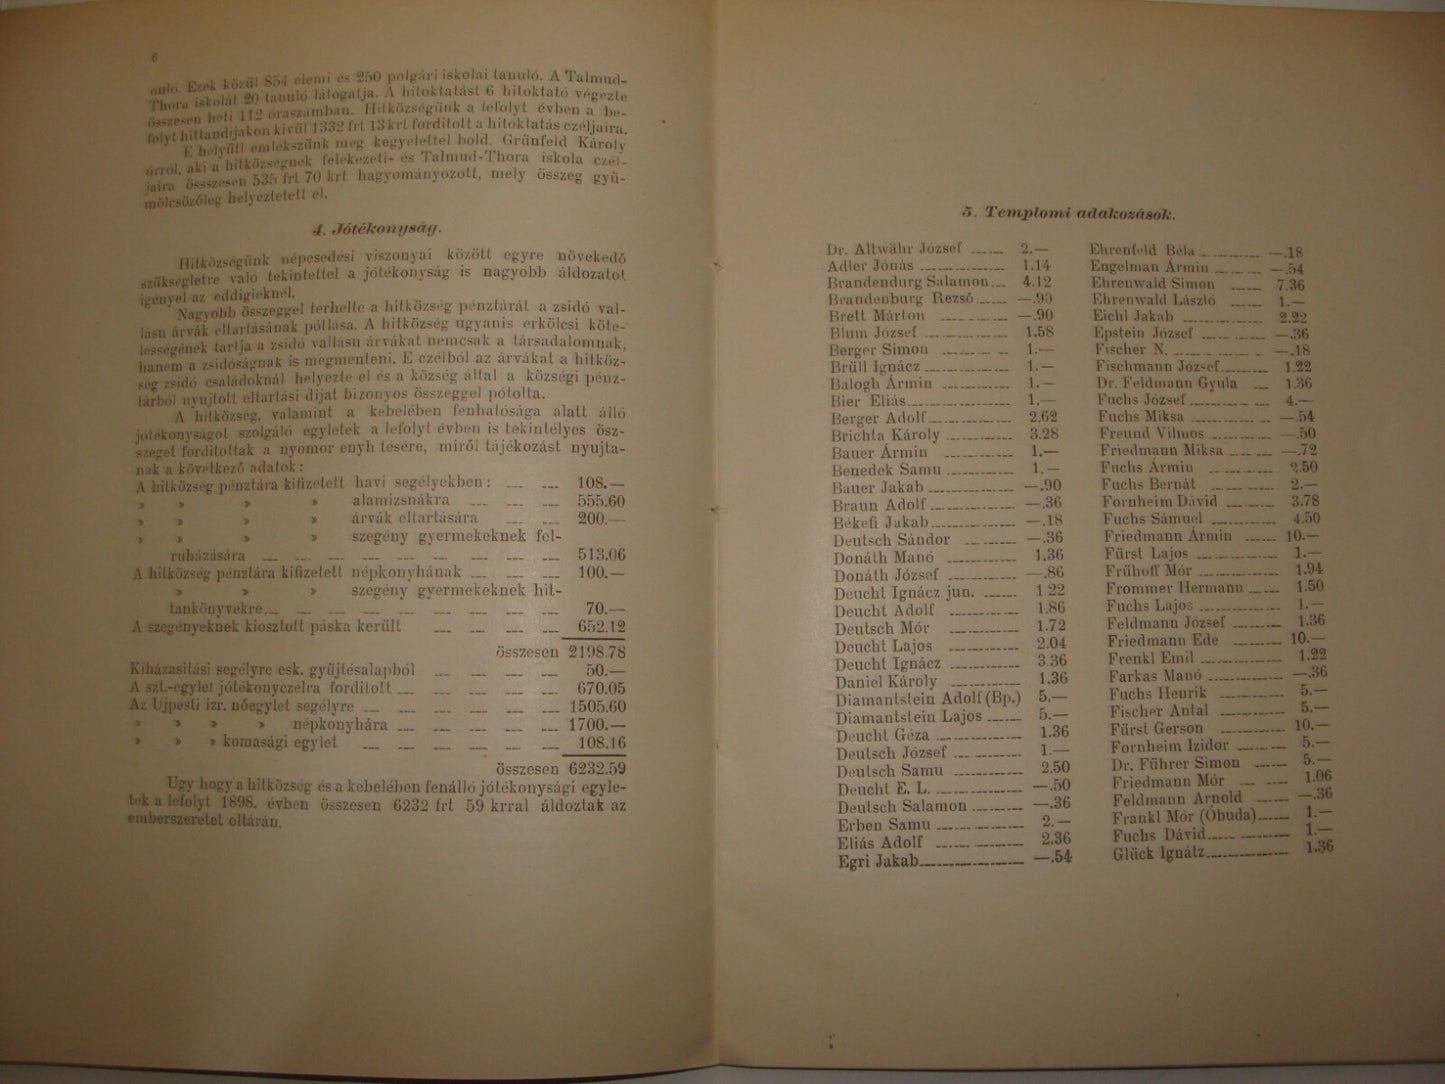 6
nuló. Ezek közül 854 elemi és 250 polgári iskolai tanuló. A Talmud-
Thora iskolát 20 tanuló látogatja. A hitoktatást 6 hitoktató végezte
összesen heti 112 óraszámban. Hitközségünk a lefolyt évben a be-
folyt hittandijakon kivül 1332 frt 13 krt forditott a hitoktatás czéljaira.
E helyütt emlékszünk meg kegyelettel bold. Grünfeld Károly
úrról, aki a hitközségnek felekezeti- és Talmud-Thora iskola czél-
jaira össszesen 535 frt 70 krt hagyományozott, mely összeg gyü-
mölcsözőleg helyeztetett el.
4. Jótékonyság.
Hitközségünk népesedési viszonyai között egyre növekedő
szükségletre való tekintettel a jótékonyság is nagyobb áldozatot
igényel az eddigieknél.
Nagyobb összeggel terhelte a hitközség pénztárát a zsidó val-
lásu árvák eltartásának pótlása. A hitközség ugyanis erkölcsi köte-
lességének tartja a zsidó vallásu árvákat nemcsak a társadalomnak,
hanem a zsidóságnak is megmenteni. E czélból az árvákat a hitköz-
ség zsidó családoknál helyezte el és a község által a községi pénz-
tárból nyujtott eltartási dijat bizonyos összeggel pótolta.
A hitközség, valamint a kebelében fenhatósága alatt álló
jótékonyságot szolgáló egyletek a lefolyt évben is tekintélyes ösz-
szeget forditottak a nyomor enyh tésére, miről tájékozást nyujta-
nak a következő adatok:
A hitközség pénztára kifizetett havi segélyekben: 108.—
» » » » alamizsnákra 555.60
» » » » árvák eltartására 200.—
» » » » szegény gyermekeknek fel-
ruházására 513.06
A hitközség pénztára kifizetett népkonyhának 100.—
» » » szegény gyermekeknek hit-
tankönyvekre 70.—
A szegényeknek kiosztott páska került 652.12
összesen 2198.78
Kiházasitási segélyre esk. gyüjtésalapból 50.—
A szt.-egylet jótékonyczélra forditott 670.05
Az Ujpesti izr. nőegylet segélyre 1505.60
» » » » népkonyhára 1700.—
» » » komasági egylet 108.16
összesen 6232.59
Ugy hogy a hitközség és a kebelében fenálló jótékonysági egyle-
tek a lefolyt 1898. évben összesen 6232 frt 59 krral áldoztak az
emberszeretet oltárán.
5. Templomi adakozások.
Dr. Altwähr József 2.—
Adler Jónás 1.14
Brandendurg Salamon 4.12
Brandenburg Rezső —.90
Brett Márton —.90
Blum József 1.58
Berger Simon 1.—
Brüll Ignácz 1.—
Balogh Ármin 1.—
Bier Eliás 1.—
Berger Adolf 2.62
Brichta Károly 3.28
Bauer Ármin 1.—
Benedek Samu 1.—
Bauer Jakab —.90
Braun Adolf —.36
Békefi Jakab —.18
Deutsch Sándor —.36
Donáth Manó 1.36
Donáth József —.86
Deucht Ignácz jun. 1.22
Deucht Adolf 1.86
Deutsch Mór 1.72
Deucht Lajos 2.04
Deucht Ignácz 3.36
Daniel Károly 1.36
Diamantstein Adolf (Bp.) 5.—
Diamantstein Lajos 5.—
Deucht Géza 1.36
Deutsch József 1.—
Deutsch Samu 2.50
Deucht E. L. —.50
Deutsch Salamon —.36
Erben Samu 2.—
Eliás Adolf 2.36
Egri Jakab —.54
Ehrenfeld Béla —.18
Engelman Ármin —.54
Ehrenwald Simon 7.36
Ehrenwald László 1.—
Eichl Jakab 2.22
Epstein József —.36
Fischer N. —.18
Fischmann József 1.22
Dr. Feldmann Gyula 1.36
Fuchs József 4.—
Fuchs Miksa —.54
Freund Vilmos —.50
Friedmann Miksa —.72
Fuchs Ármin 2.50
Fuchs Bernát 2.—
Fornheim Dávid 3.78
Fuchs Sámuel 4.50
Friedmann Ármin 10.—
Fürst Lajos 1.—
Frühoff Mór 1.94
Frommer Hermann 1.50
Fuchs Lajos 1.—
Feldmann József 1.36
Friedmann Ede 10.—
Frenkl Emil 1.22
Farkas Manó —.36
Fuchs Henrik 5.—
Fischer Antal 5.—
Fürst Gerson 10.—
Fornheim Izidor 5.—
Dr. Führer Simon 5.—
Friedmann Mór 1.06
Feldmann Arnold —.36
Frankl Mór (Óbuda) 1.—
Fuchs Dávid 1.—
Glück Ignátz 1.36